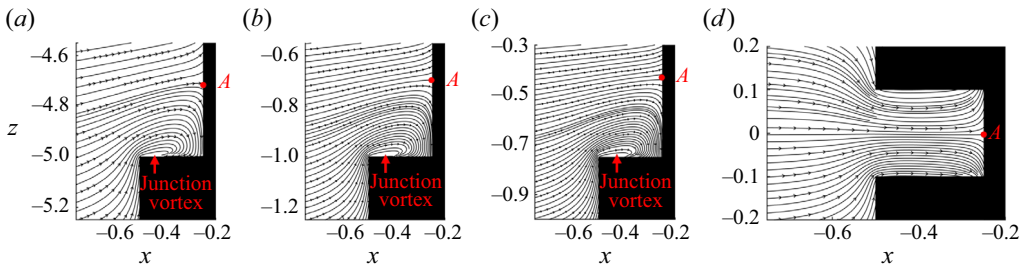 (a)
−4.6
−4.8
z
−5.0
−5.2
A
Junction
vortex
−0.6 −0.4 −0.2
x
(b)
−0.6
−0.8
−1.0
−1.2
A
Junction
vortex
−0.6 −0.4 −0.2
x
(c)
−0.3
−0.5
−0.7
−0.9
A
Junction
vortex
−0.6 −0.4 −0.2
x
(d)
0.2
0.1
0
−0.1
−0.2
A
−0.6 −0.4 −0.2
x